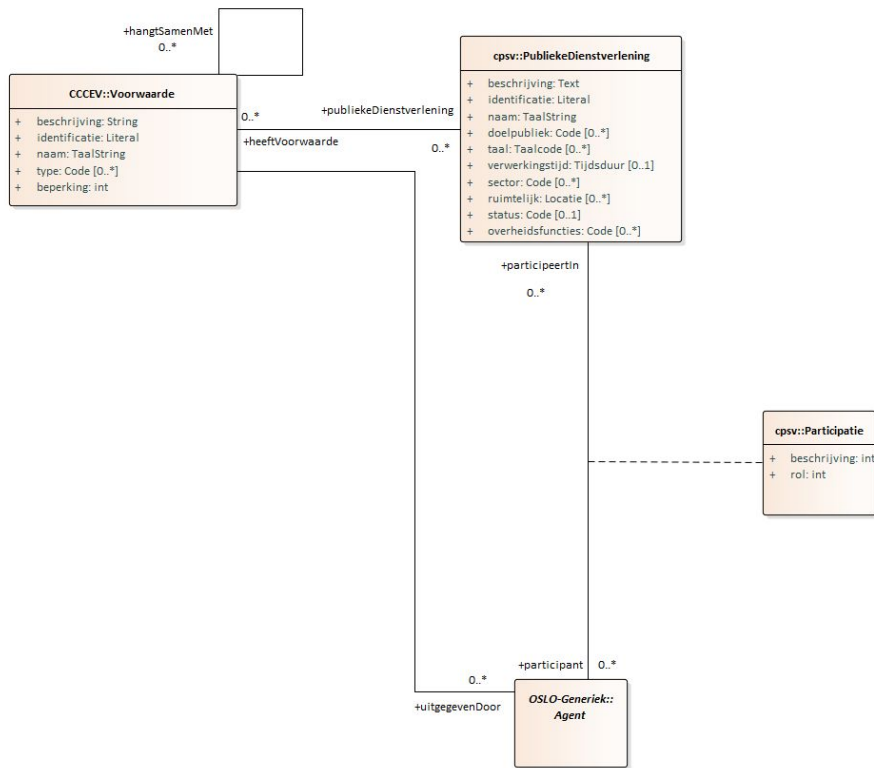 +hangtSamenMet
0..*
CCCEV::Voorwaarde
+ beschrijving: String
+ identificatie: Literal
+ naam: TaalString
+ type: Code [0..*]
+ beperking: int
0..*
+heeftVoorwaarde
+publiekeDienstverlening
0..*
cpsv::PubliekeDienstverlening
+ beschrijving: Text
+ identificatie: Literal
+ naam: TaalString
+ doelpubliek: Code [0..*]
+ taal: Taalcode [0..*]
+ verwerkingstijd: Tijdsduur [0..1]
+ sector: Code [0..*]
+ ruimtelijk: Locatie [0..*]
+ status: Code [0..1]
+ overheidsfuncties: Code [0..*]
+participeertIn
0..*
cpsv::Participatie
+ beschrijving: int
+ rol: int
+participant 0..*
0..*
+uitgegevenDoor
OSLO-Generiek::
Agent